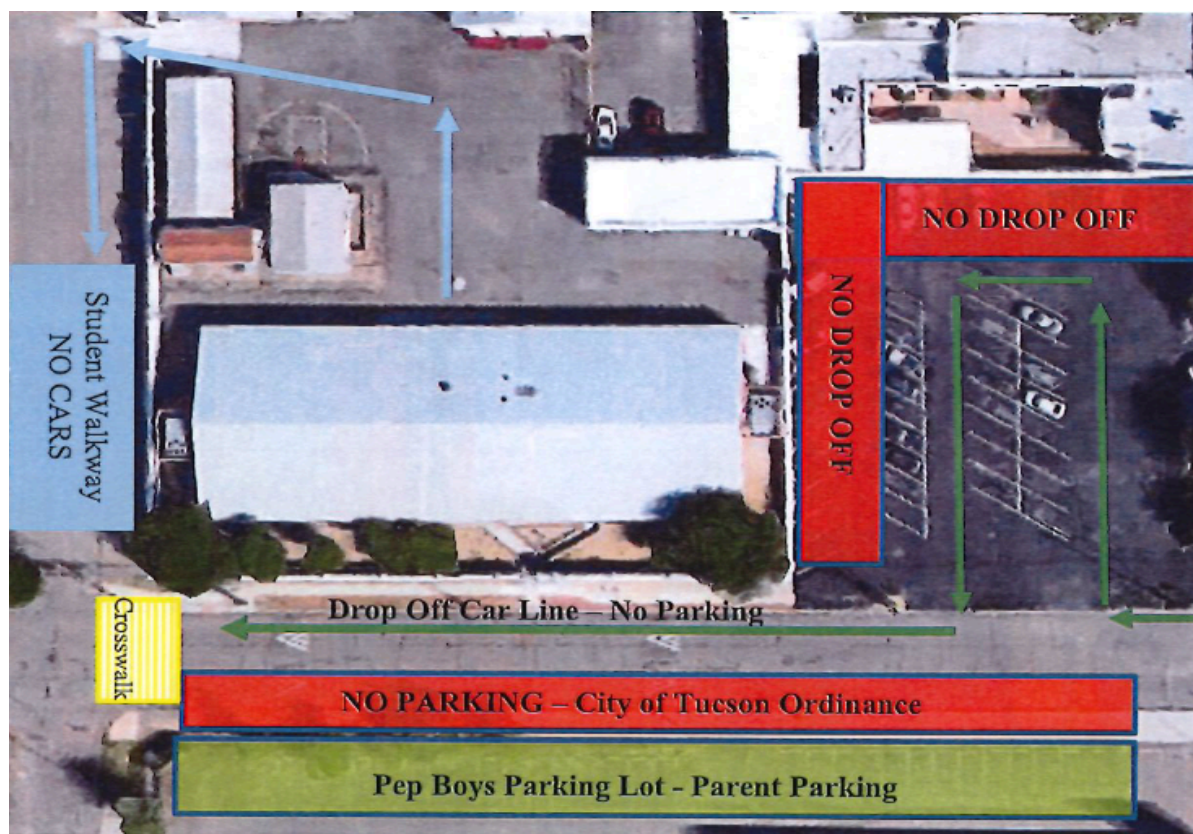 NO DROP OFF
NO DROP OFF
Student Walkway
NO CARS
Drop Off Car Line – No Parking
Crosswalk
NO PARKING – City of Tucson Ordinance
Pep Boys Parking Lot - Parent Parking